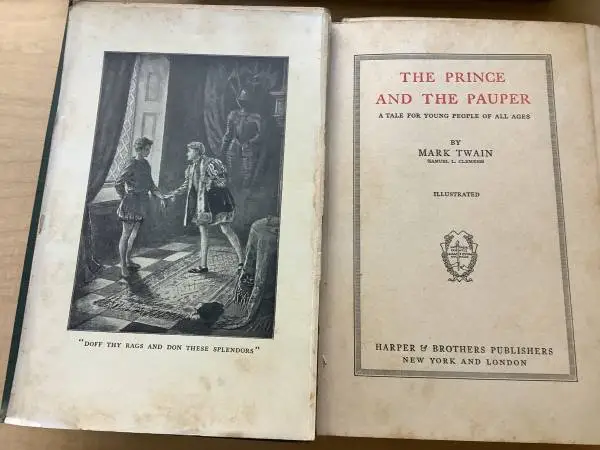 "DOFF THY RAGS AND DON THESE SPLENDORS"
THE PRINCE
AND THE PAUPER
A TALE FOR YOUNG PEOPLE OF ALL AGES
BY
MARK TWAIN
SAMUEL L. CLEMENS
ILLUSTRATED
HARPER & BROTHERS PUBLISHERS
NEW YORK AND LONDON